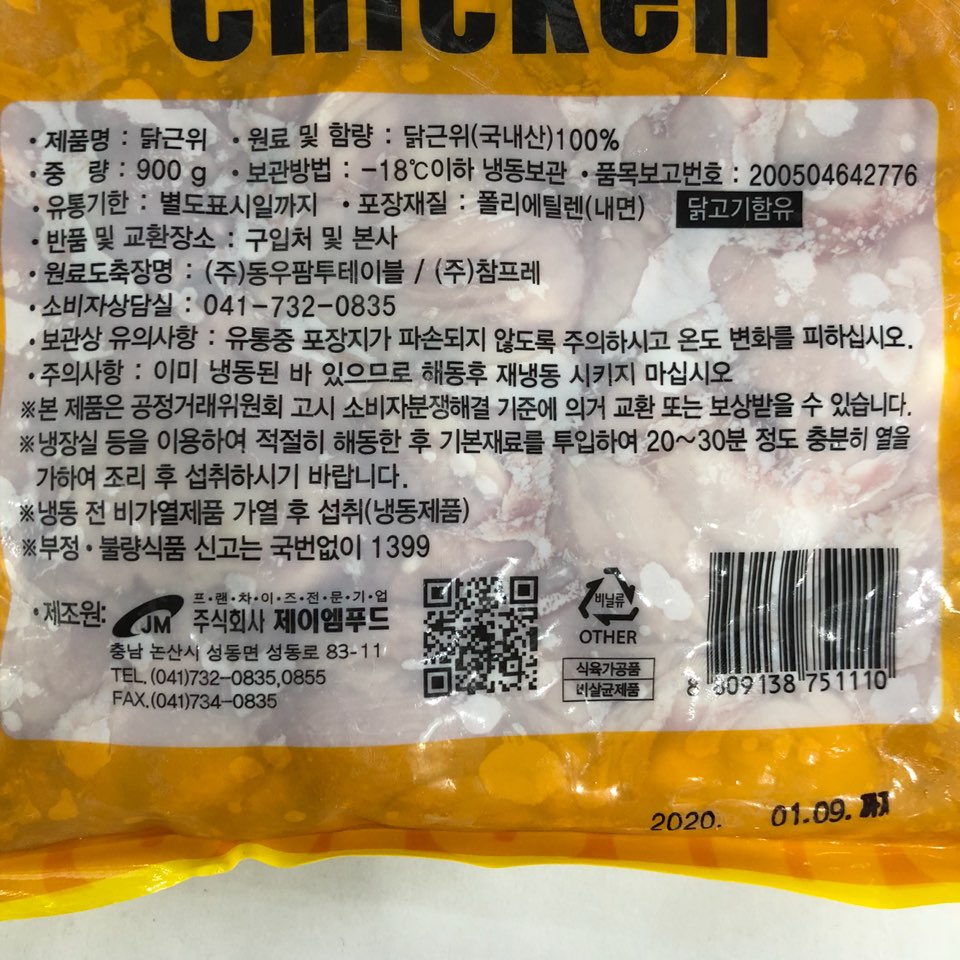 Chicken
• 제품명 : 닭근위 • 원료 및 함량 : 닭근위(국내산)100%
• 중 량 : 900 g • 보관방법 : -18℃이하 냉동보관 • 품목보고번호 : 200504642776
• 유통기한 : 별도표시일까지 • 포장재질 : 폴리에틸렌(내면) 닭고기함유
• 반품 및 교환장소 : 구입처 및 본사
• 원료도축장명 : (주)동우팜투테이블 / (주)참프레
• 소비자상담실 : 041-732-0835
• 보관상 유의사항 : 유통중 포장지가 파손되지 않도록 주의하시고 온도 변화를 피하십시오.
• 주의사항 : 이미 냉동된 바 있으므로 해동후 재냉동 시키지 마십시오
※본 제품은 공정거래위원회 고시 소비자분쟁해결 기준에 의거 교환 또는 보상받을 수 있습니다.
※냉장실 등을 이용하여 적절히 해동한 후 기본재료를 투입하여 20~30분 정도 충분히 열을
가하여 조리 후 섭취하시기 바랍니다.
※냉동 전 비가열제품 가열 후 섭취(냉동제품)
※부정•불량식품 신고는 국번없이 1399
• 제조원:
JM
프•랜•차•이•즈•전•문•기•업
주식회사 제이엠푸드
충남 논산시 성동면 성동로 83-11
TEL.(041)732-0835,0855
FAX.(041)734-0835
비닐류
OTHER
식육가공품
비살균제품
8 809138 751110
2020. 01.09. 까지